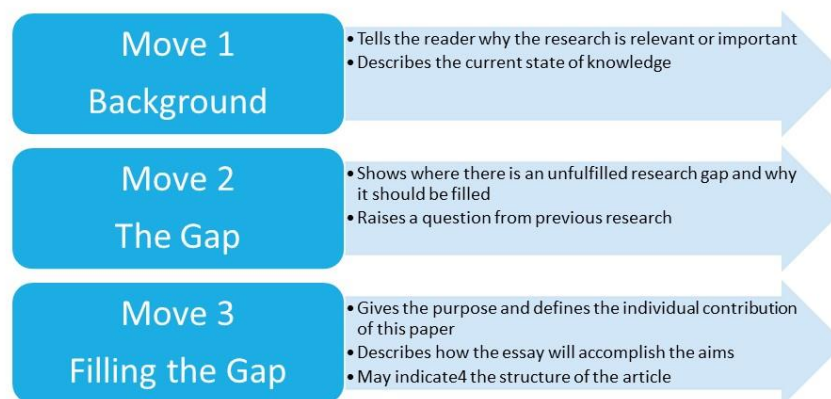 Move 1
Background
• Tells the reader why the research is relevant or important
• Describes the current state of knowledge
Move 2
The Gap
• Shows where there is an unfulfilled research gap and why
it should be filled
• Raises a question from previous research
Move 3
Filling the Gap
• Gives the purpose and defines the individual contribution
of this paper
• Describes how the essay will accomplish the aims
• May indicate4 the structure of the article